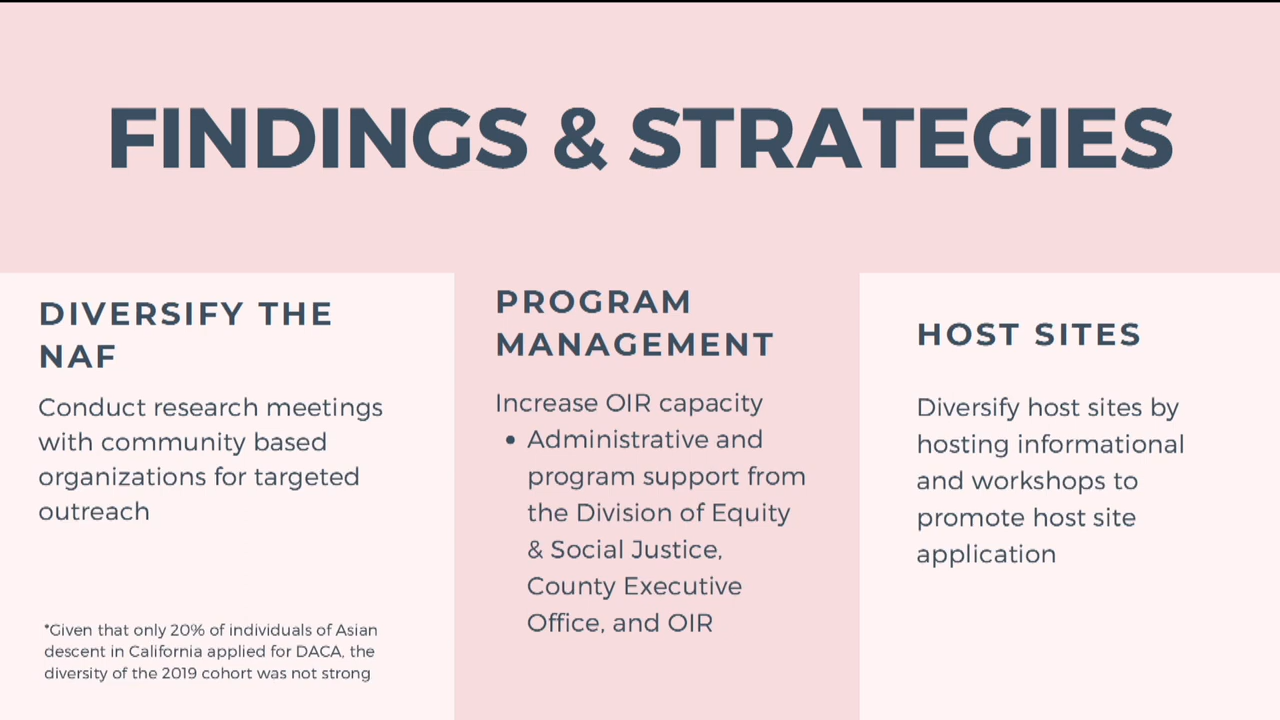 FINDINGS & STRATEGIES
DIVERSIFY THE
NAF
Conduct research meetings
with community based
organizations for targeted
outreach
*Given that only 20% of individuals of Asian
descent in California applied for DACA, the
diversity of the 2019 cohort was not strong
PROGRAM
MANAGEMENT
Increase OIR capacity
• Administrative and
program support from
the Division of Equity
& Social Justice,
County Executive
Office, and OIR
HOST SITES
Diversify host sites by
hosting informational
and workshops to
promote host site
application